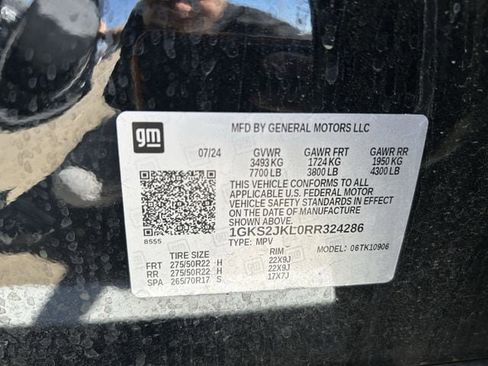 gm
MFD BY GENERAL MOTORS LLC
07/24 GVWR GAWR FRT GAWR RR
3493 KG 1724 KG 1950 KG
7700 LB 3800 LB 4300 LB
THIS VEHICLE CONFORMS TO ALL
APPLICABLE U.S. FEDERAL MOTOR
VEHICLE SAFETY STANDARDS IN EFFECT
ON THE DATE OF MANUFACTURE
SHOWN ABOVE.
1GKS2JKL0RR324286
8555 TYPE: MPV MODEL: 06TK10906
TIRE SIZE RIM
FRT 275/50R22 H 22X9J
RR 275/50R22 H 22X9J
SPA 265/70R17 S 17X7J